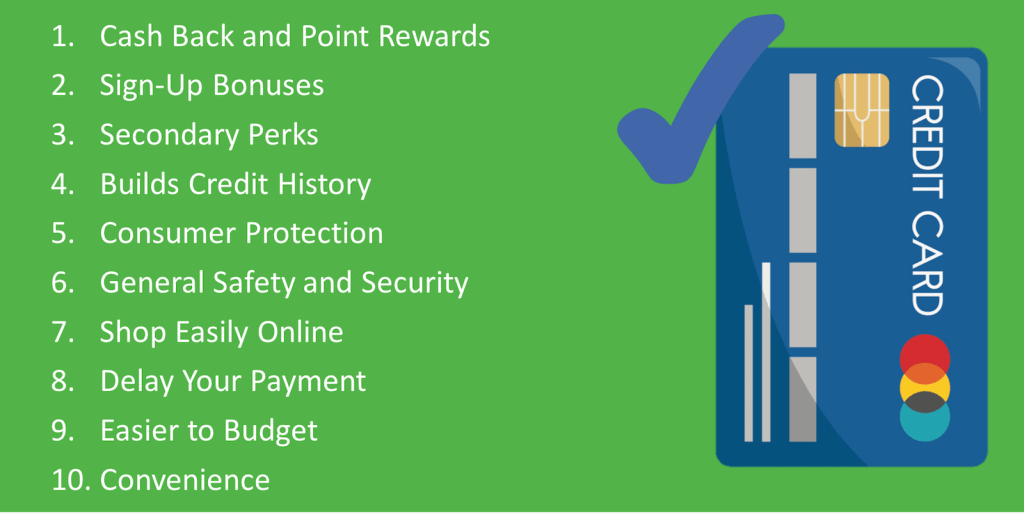 1. Cash Back and Point Rewards
2. Sign-Up Bonuses
3. Secondary Perks
4. Builds Credit History
5. Consumer Protection
6. General Safety and Security
7. Shop Easily Online
8. Delay Your Payment
9. Easier to Budget
10. Convenience
CREDIT CARD